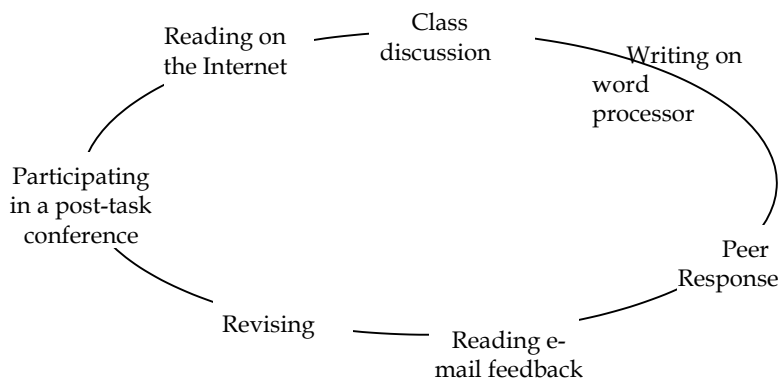 Class
discussion
Reading on
the Internet
Writing on
word
processor
Participating
in a post-task
conference
Peer
Response
Revising
Reading e-
mail feedback